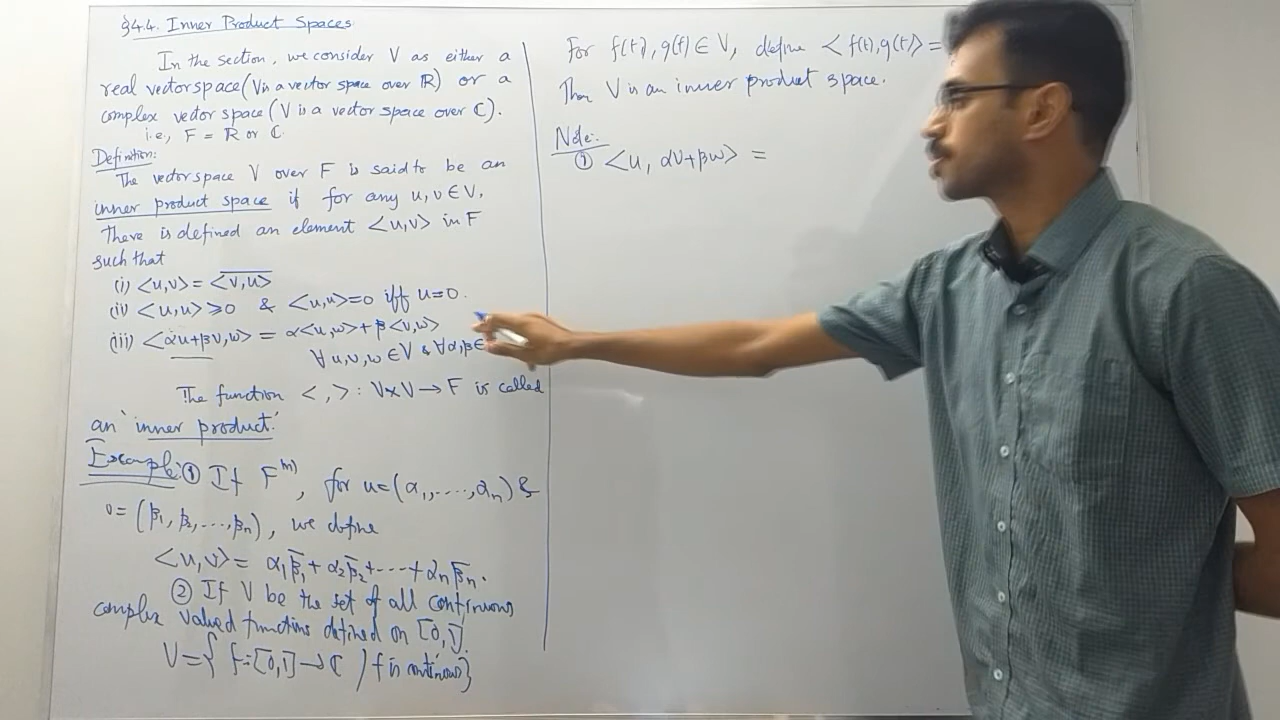 §4.4. Inner Product Spaces
In the section, we consider V as either a
real vector space (V is a vector space over ℝ) or a
complex vector space (V is a vector space over ℂ).
i.e., F = ℝ or ℂ
Definition:
The vector space V over F is said to be an
inner product space if for any u, v ∈ V,
There is defined an element <u,v> in F
such that
(i) <u,v> = \overline{<v,u>}
(ii) <u,u> ≥ 0 & <u,u> = 0 iff u=0.
(iii) <αu+βv,w> = α<u,w> + β<v,w>
∀ u,v,w ∈ V & ∀ α,β ∈
The function < , > : V×V → F is called
an 'inner product.'
Example: ① If F^{(n)}, for u = (α₁, ...., αₙ) &
v = (β₁, β₂, ..., βₙ), we define
<u,v> = α₁β̄₁ + α₂β̄₂ + ---- + αₙβ̄ₙ.
② If V be the set of all continuous
complex valued functions defined on [0,1].
V = { f: [0,1] → ℂ / f is continuous}
For f(t), g(t) ∈ V, define <f(t), g(t)> =
Then V is an inner product space.
Note:
① <u, αv+βw> =